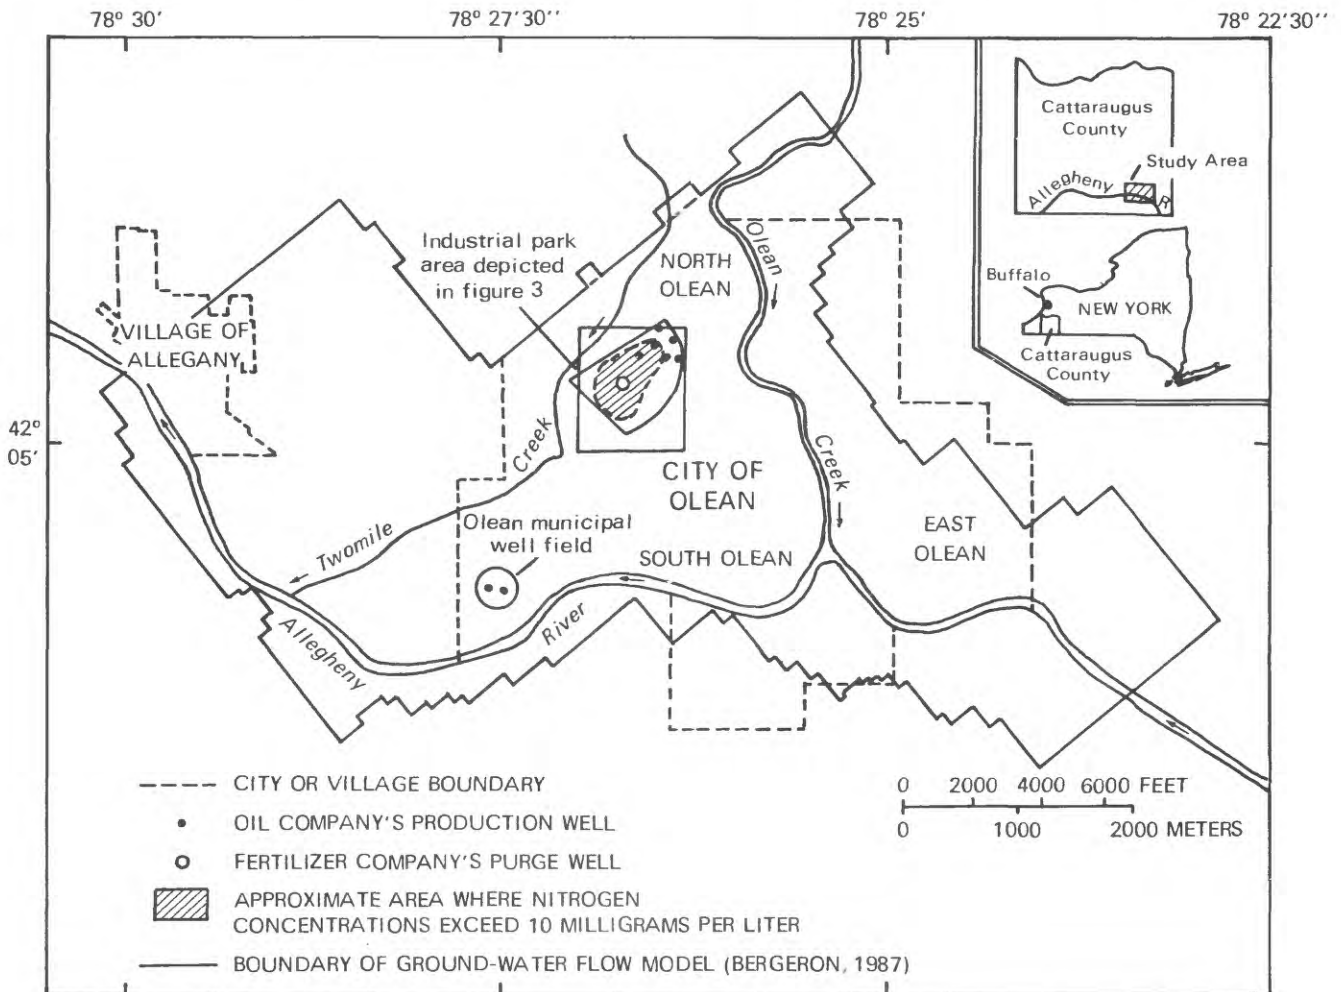 78° 30' 78° 27'30'' 78° 25' 78° 22'30''
Cattaraugus
County
Study Area
Allegheny R
Buffalo
NEW YORK
Cattaraugus
County
Industrial park
area depicted
in figure 3
NORTH
OLEAN
Olean
Creek
VILLAGE OF
ALLEGANY
42°
05'
Creek
Twomile
CITY OF
OLEAN
Olean municipal
well field
EAST
OLEAN
SOUTH OLEAN
Allegheny
River
CITY OR VILLAGE BOUNDARY
OIL COMPANY'S PRODUCTION WELL
FERTILIZER COMPANY'S PURGE WELL
APPROXIMATE AREA WHERE NITROGEN
CONCENTRATIONS EXCEED 10 MILLIGRAMS PER LITER
BOUNDARY OF GROUND-WATER FLOW MODEL (BERGERON, 1987)
0 2000 4000 6000 FEET
0 1000 2000 METERS